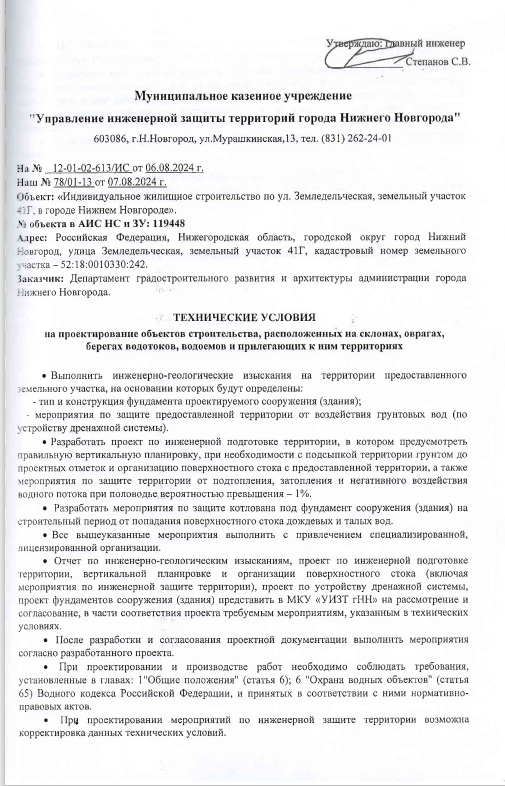 Утверждаю: главный инженер
Степанов С.В.
Муниципальное казенное учреждение
"Управление инженерной защиты территорий города Нижнего Новгорода"
603086, г.Н.Новгород, ул.Мурашкинская,13, тел. (831) 262-24-01
На № 12-01-02-613/ИС от 06.08.2024 г.
Наш № 78/01-13 от 07.08.2024 г.
Объект: «Индивидуальное жилищное строительство по ул. Земледельческая, земельный участок
41Г, в городе Нижнем Новгороде».
№ объекта в АИС НС и ЗУ: 119448
Адрес: Российская Федерация, Нижегородская область, городской округ город Нижний
Новгород, улица Земледельческая, земельный участок 41Г, кадастровый номер земельного
участка – 52:18:0010330:242.
Заказчик: Департамент градостроительного развития и архитектуры администрации города
Нижнего Новгорода.
ТЕХНИЧЕСКИЕ УСЛОВИЯ
на проектирование объектов строительства, расположенных на склонах, оврагах,
берегах водотоков, водоемов и прилегающих к ним территориях
• Выполнить инженерно-геологические изыскания на территории предоставленного
земельного участка, на основании которых будут определены:
- тип и конструкция фундамента проектируемого сооружения (здания);
- мероприятия по защите предоставленной территории от воздействия грунтовых вод (по
устройству дренажной системы).
• Разработать проект по инженерной подготовке территории, в котором предусмотреть
правильную вертикальную планировку, при необходимости с подсыпкой территории грунтом до
проектных отметок и организацию поверхностного стока с предоставленной территории, а также
мероприятия по защите территории от подтопления, затопления и негативного воздействия
водного потока при половодье вероятностью превышения – 1%.
• Разработать мероприятия по защите котлована под фундамент сооружения (здания) на
строительный период от попадания поверхностного стока дождевых и талых вод.
• Все вышеуказанные мероприятия выполнить с привлечением специализированной,
лицензированной организации.
• Отчет по инженерно-геологическим изысканиям, проект по инженерной подготовке
территории, вертикальной планировке и организации поверхностного стока (включая
мероприятия по инженерной защите территории), проект по устройству дренажной системы,
проект фундаментов сооружения (здания) представить в МКУ «УИЗТ гНН» на рассмотрение и
согласование, в части соответствия проекта требуемым мероприятиям, указанным в технических
условиях.
• После разработки и согласования проектной документации выполнить мероприятия
согласно разработанного проекта.
• При проектировании и производстве работ необходимо соблюдать требования,
установленные в главах: 1"Общие положения" (статья 6); 6 "Охрана водных объектов" (статья
65) Водного кодекса Российской Федерации, и принятых в соответствии с ними нормативно-
правовых актов.
• При проектировании мероприятий по инженерной защите территории возможна
корректировка данных технических условий.